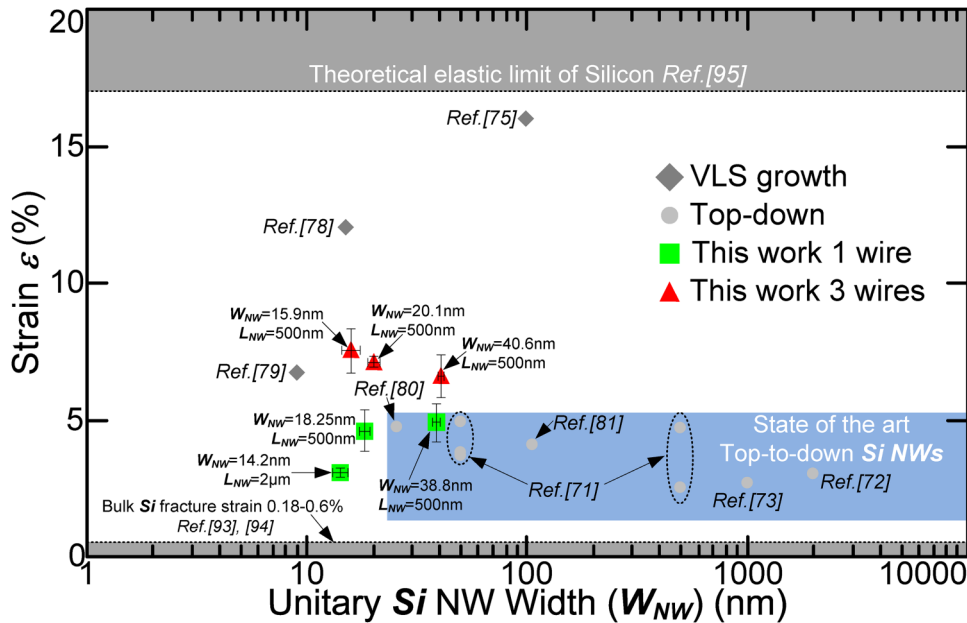 20
15
10
5
0
Strain ε (%)
Theoretical elastic limit of Silicon Ref.[95]
Ref.[75]
VLS growth
Top-down
This work 1 wire
This work 3 wires
Ref.[78]
W_NW=15.9nm
L_NW=500nm
W_NW=20.1nm
L_NW=500nm
W_NW=40.6nm
L_NW=500nm
Ref.[79]
Ref.[80]
W_NW=18.25nm
L_NW=500nm
Ref.[81]
State of the art
Top-to-down Si NWs
W_NW=14.2nm
L_NW=2µm
W_NW=38.8nm
L_NW=500nm
Ref.[71]
Ref.[73]
Ref.[72]
Bulk Si fracture strain 0.18-0.6%
Ref.[93], [94]
1 10 100 1000 10000
Unitary Si NW Width (W_NW) (nm)